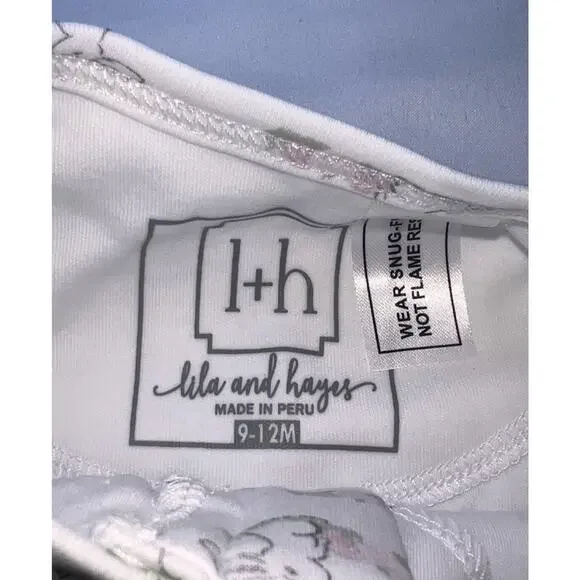 l+h
lila and hayes
MADE IN PERU
9-12M
WEAR SNUG-F
NOT FLAME RES